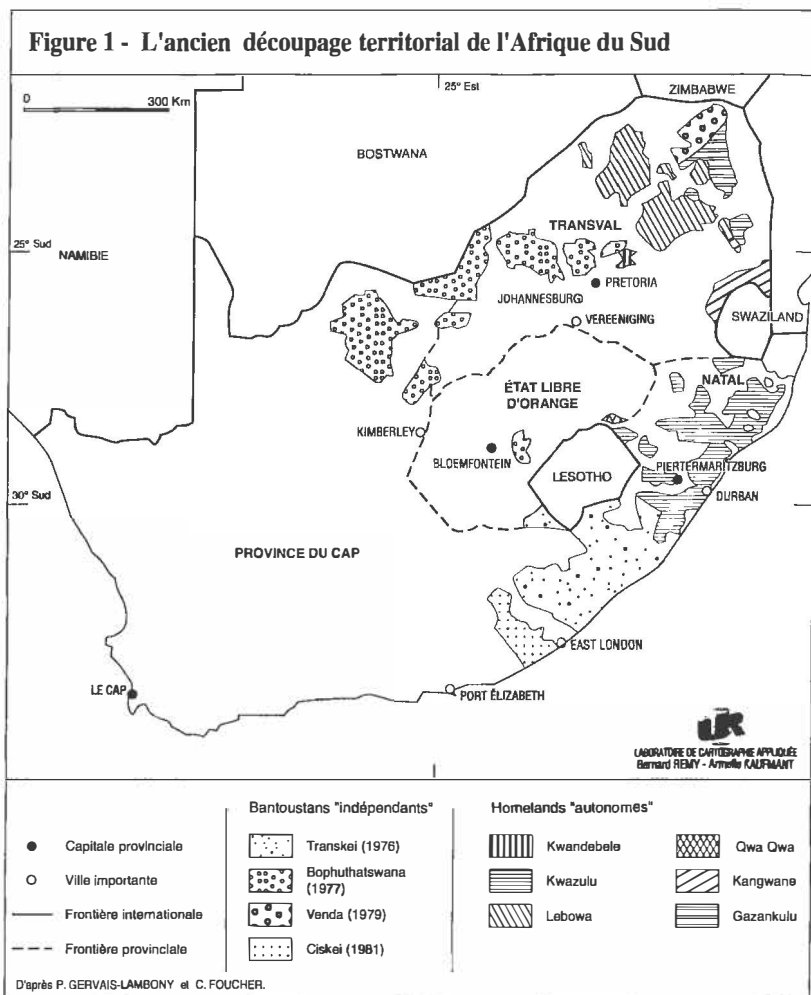 Figure 1 - L'ancien découpage territorial de l'Afrique du Sud
0 300 Km
25° Est
ZIMBABWE
BOSTWANA
TRANSVAL
25° Sud
NAMIBIE
PRETORIA
JOHANNESBURG
SWAZILAND
VEREENIGING
NATAL
ÉTAT LIBRE
D'ORANGE
KIMBERLEY
BLOEMFONTEIN
PIERTERMARITZBURG
LESOTHO
DURBAN
30° Sud
PROVINCE DU CAP
EAST LONDON
LE CAP
PORT ÉLIZABETH
LABORATOIRE DE CARTOGRAPHIE APPLIQUÉE
Bernard REMY - Armelle KAUFMANT
Bantoustans "indépendants"
Homelands "autonomes"
Capitale provinciale
Transkei (1976)
Kwandebele
Qwa Qwa
Ville importante
Bophuthatswana
(1977)
Kwazulu
Kangwane
Frontière internationale
Venda (1979)
Lebowa
Gazankulu
Frontière provinciale
Ciskei (1981)
D'après P. GERVAIS-LAMBONY et C. FOUCHER.